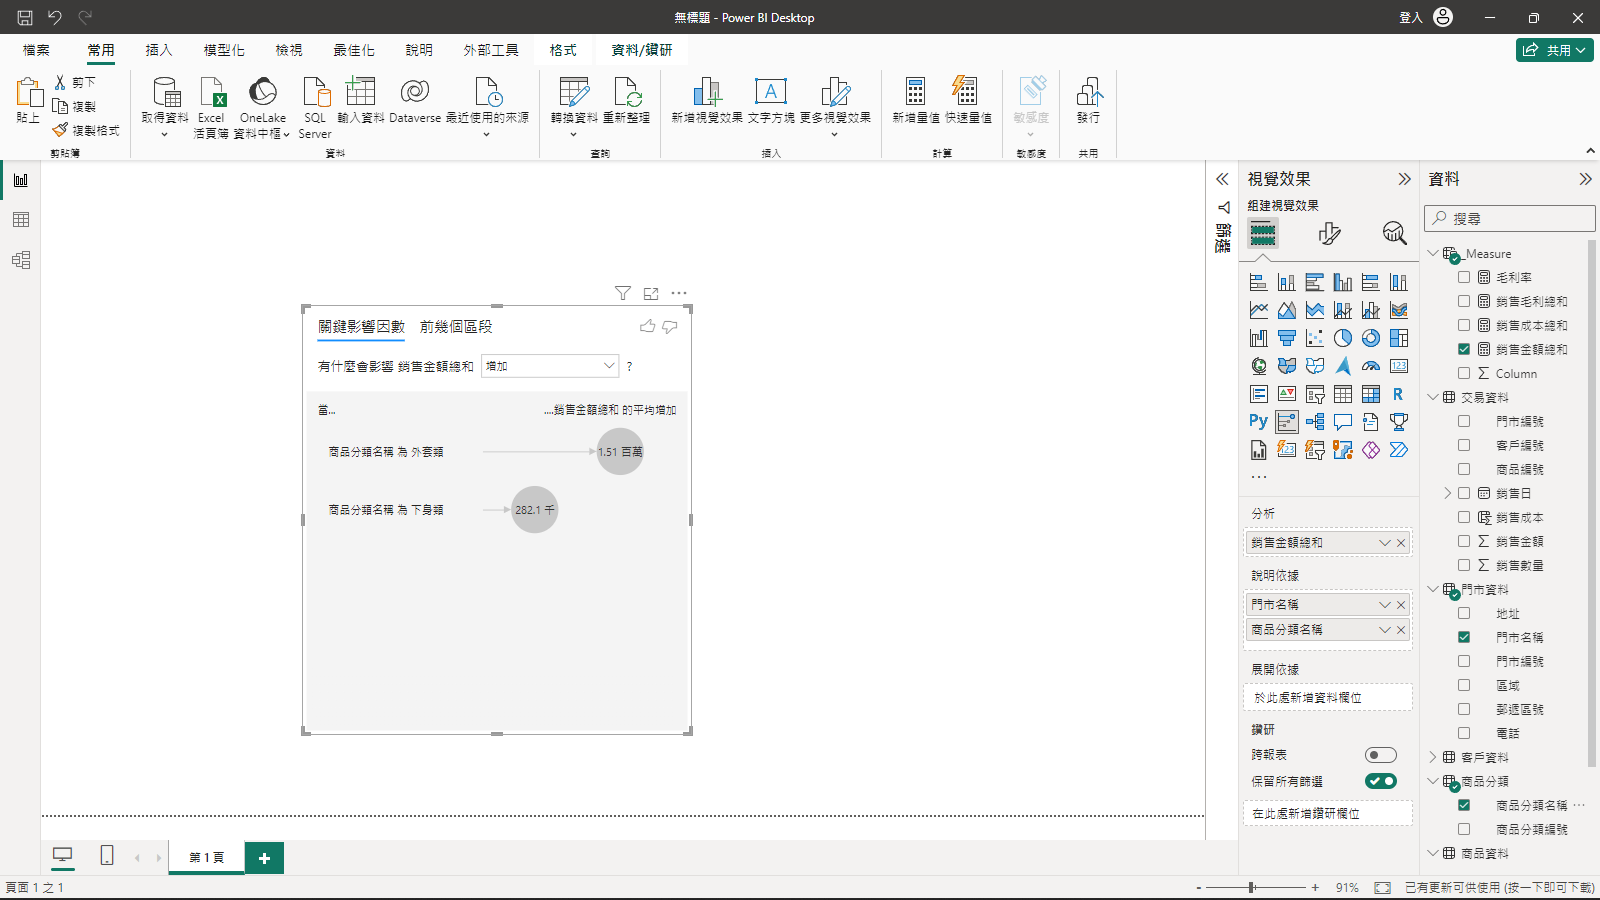 無標題 - Power BI Desktop
登入
檔案 常用 插入 模型化 檢視 最佳化 說明 外部工具 格式 資料/鑽研
共用
貼上
剪下
複製
複製格式
剪貼簿
取得資料
Excel
活頁簿
OneLake
資料中樞
SQL
Server
輸入資料
Dataverse
最近使用的來源
資料
轉換資料
重新整理
查詢
新增視覺效果
文字方塊
更多視覺效果
插入
新增量值
快速量值
計算
敏感度
敏感度
發行
共用
關鍵影響因數 前幾個區段
有什麼會影響 銷售金額總和 增加 ?
當...
....銷售金額總和 的平均增加
商品分類名稱 為 外套類
1.51 百萬
商品分類名稱 為 下身類
282.1 千
篩選
視覺效果
組建視覺效果
R
Py
123
分析
銷售金額總和
說明依據
門市名稱
商品分類名稱
展開依據
於此處新增資料欄位
鑽研
跨報表
保留所有篩選
在此處新增鑽研欄位
資料
搜尋
_Measure
毛利率
銷售毛利總和
銷售成本總和
銷售金額總和
Column
交易資料
門市編號
客戶編號
商品編號
銷售日
銷售成本
銷售金額
銷售數量
門市資料
地址
門市名稱
門市編號
區域
郵遞區號
電話
客戶資料
商品分類
商品分類名稱
商品分類編號
商品資料
第 1 頁
頁面 1 之 1
- + 91%
已有更新可供使用 (按一下即可下載)